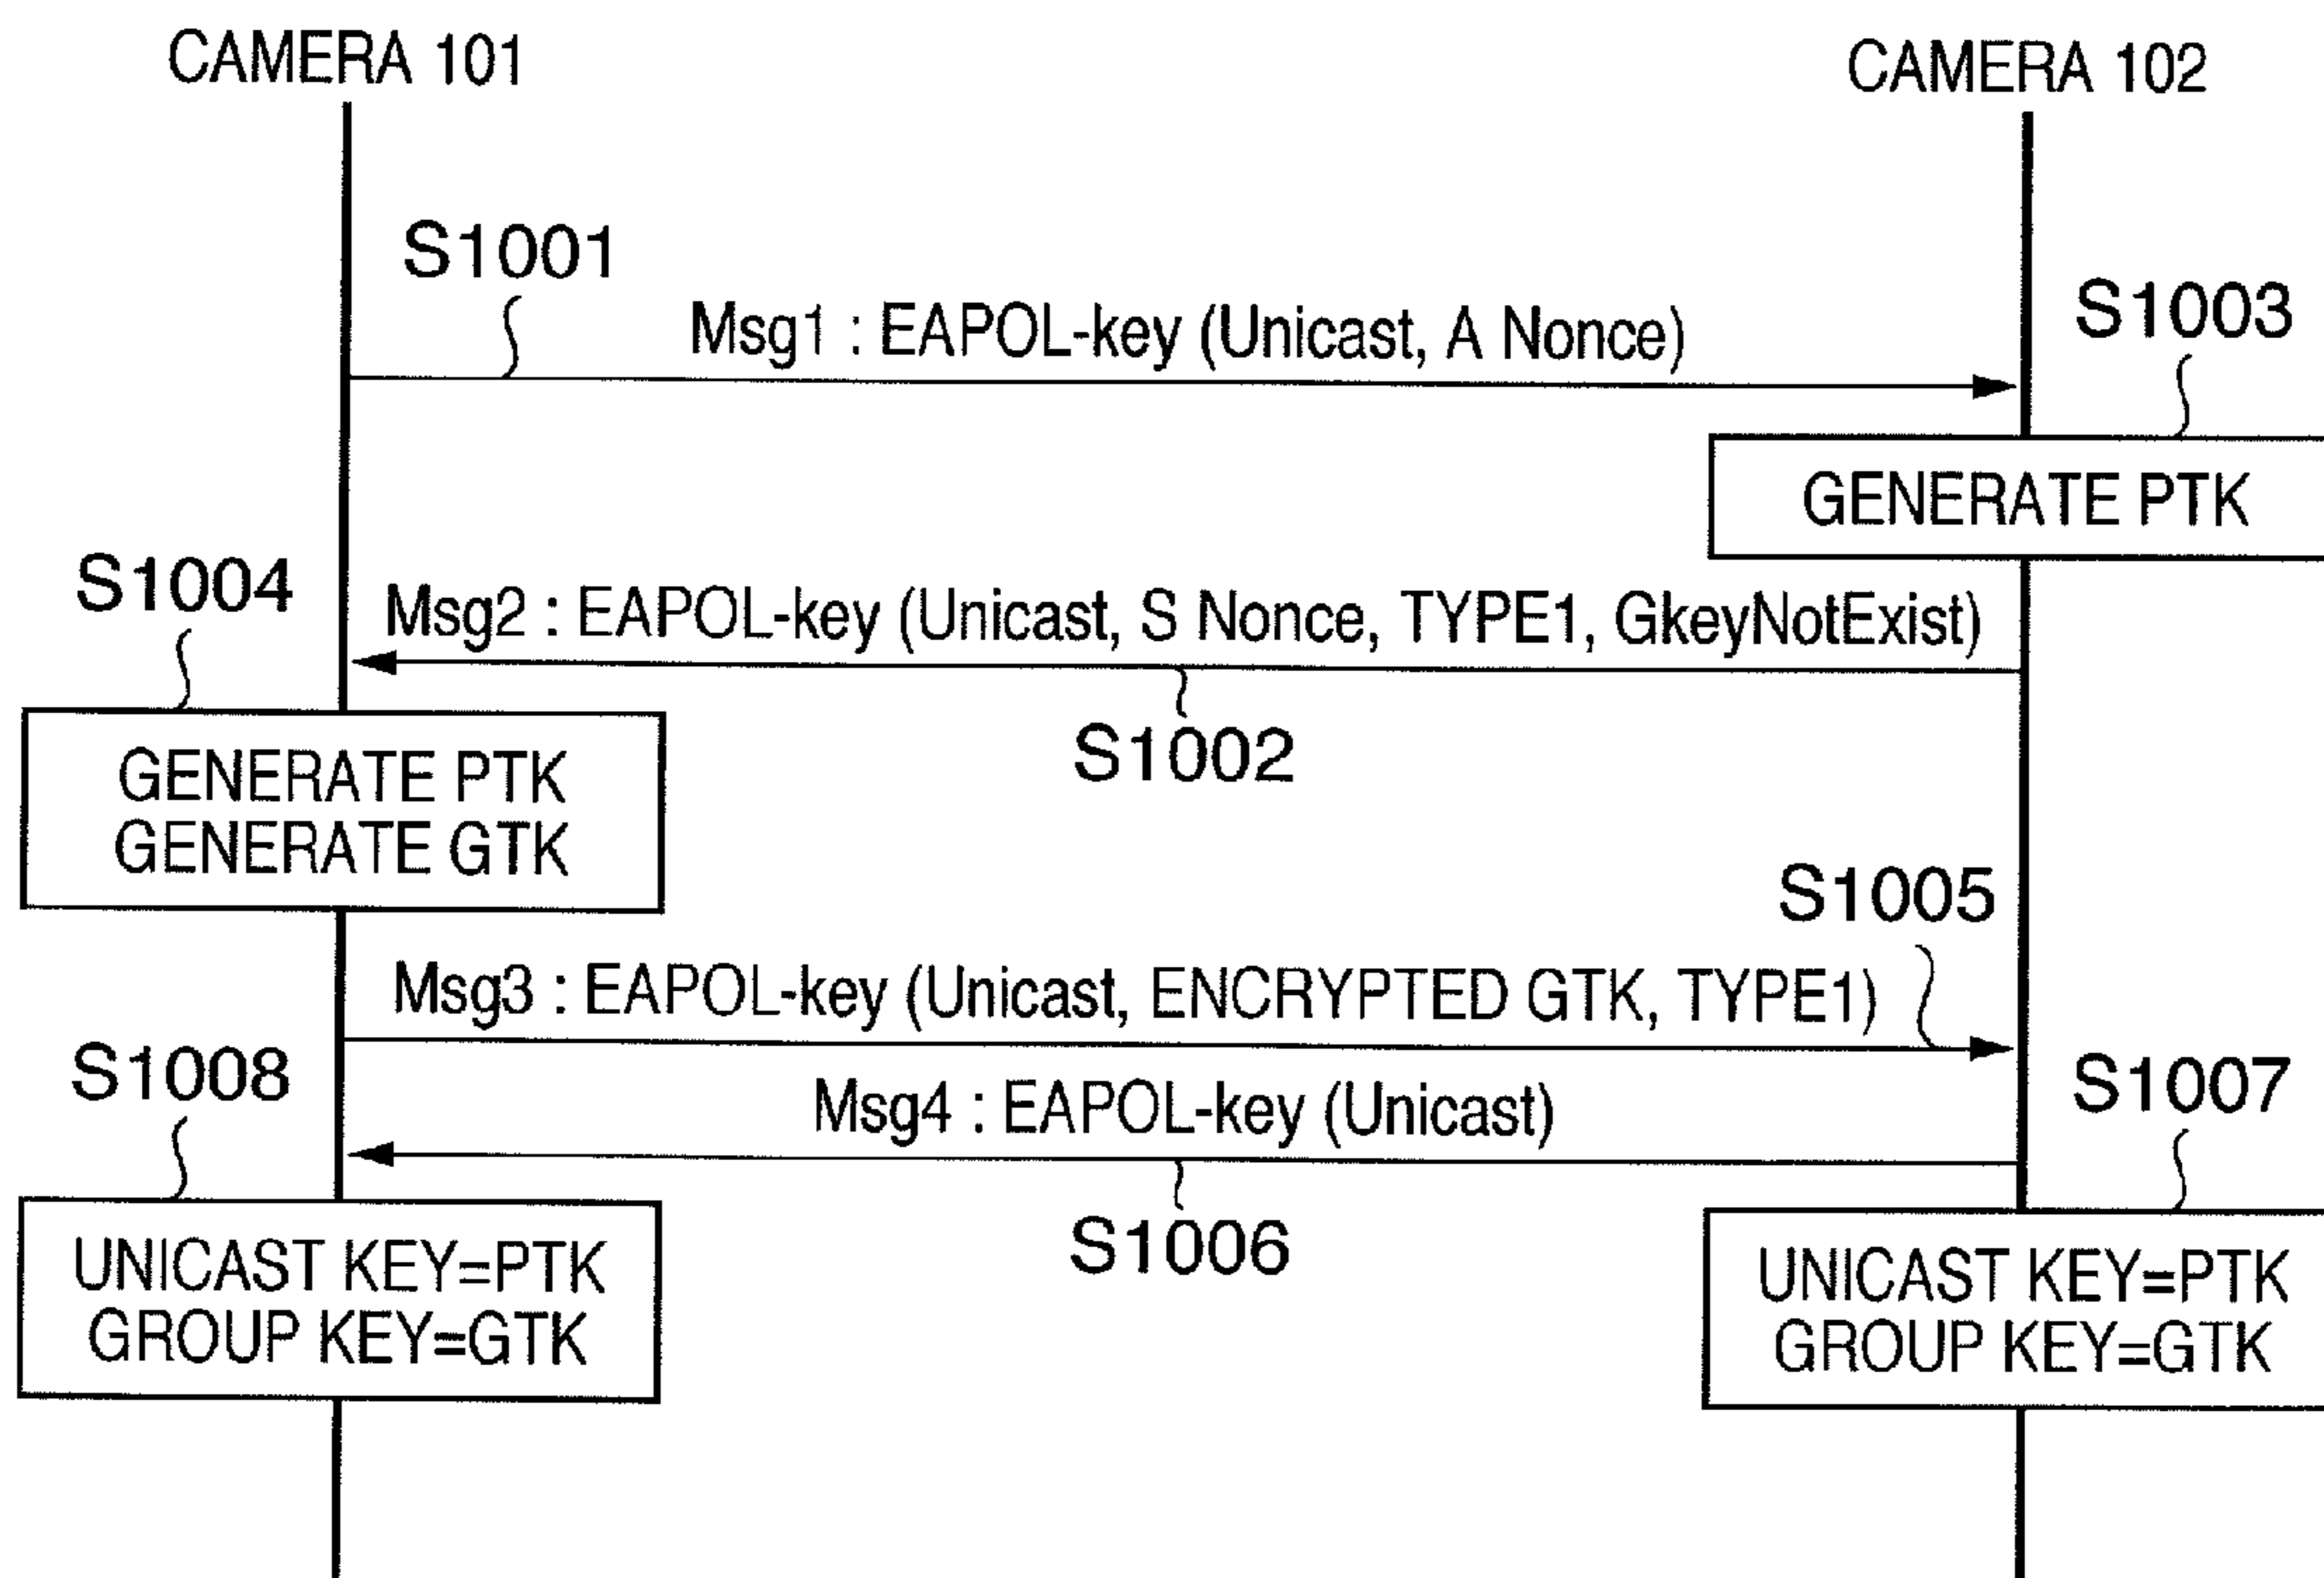 CAMERA 101
CAMERA 102
S1001
Msg1 : EAPOL-key (Unicast, A Nonce)
S1003
GENERATE PTK
S1004
Msg2 : EAPOL-key (Unicast, S Nonce, TYPE1, GkeyNotExist)
S1002
GENERATE PTK
GENERATE GTK
S1005
Msg3 : EAPOL-key (Unicast, ENCRYPTED GTK, TYPE1)
S1008
Msg4 : EAPOL-key (Unicast)
S1007
S1006
UNICAST KEY=PTK
GROUP KEY=GTK
UNICAST KEY=PTK
GROUP KEY=GTK